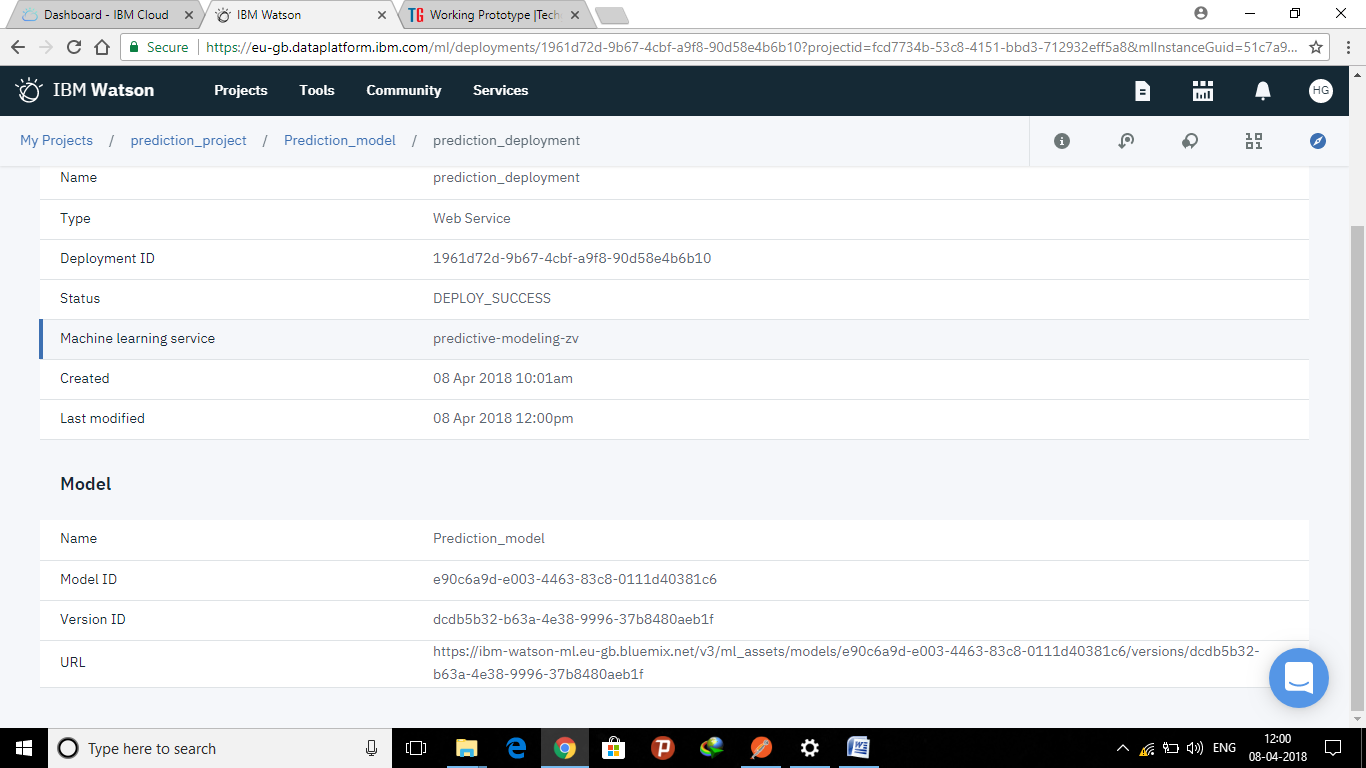 Dashboard - IBM Cloud
IBM Watson
Working Prototype |Tech
Secure
https://eu-gb.dataplatform.ibm.com/ml/deployments/1961d72d-9b67-4cbf-a9f8-90d58e4b6b10?projectid=fcd7734b-53c8-4151-bbd3-712932eff5a8&mlInstanceGuid=51c7a9...
IBM Watson
Projects
Tools
Community
Services
HG
My Projects / prediction_project / Prediction_model / prediction_deployment
Name prediction_deployment
Type Web Service
Deployment ID 1961d72d-9b67-4cbf-a9f8-90d58e4b6b10
Status DEPLOY_SUCCESS
Machine learning service predictive-modeling-zv
Created 08 Apr 2018 10:01am
Last modified 08 Apr 2018 12:00pm
Model
Name Prediction_model
Model ID e90c6a9d-e003-4463-83c8-0111d40381c6
Version ID dcdb5b32-b63a-4e38-9996-37b8480aeb1f
URL https://ibm-watson-ml.eu-gb.bluemix.net/v3/ml_assets/models/e90c6a9d-e003-4463-83c8-0111d40381c6/versions/dcdb5b32-
b63a-4e38-9996-37b8480aeb1f
Type here to search
ENG
12:00
08-04-2018